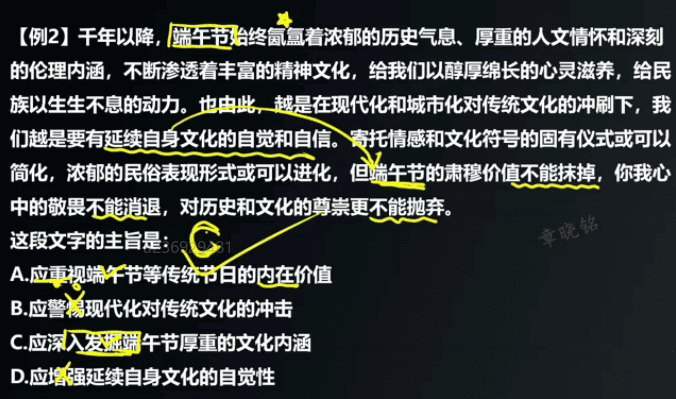 【例2】千年以降，端午节始终氤氲着浓郁的历史气息、厚重的人文情怀和深刻
的伦理内涵，不断渗透着丰富的精神文化，给我们以醇厚绵长的心灵滋养，给民
族以生生不息的动力。也由此，越是在现代化和城市化对传统文化的冲刷下，我
们越是要有延续自身文化的自觉和自信。寄托情感和文化符号的固有仪式或可以
简化，浓郁的民俗表现形式或可以进化，但端午节的肃穆价值不能抹掉，你我心
中的敬畏不能消退，对历史和文化的尊崇更不能抛弃。
章晓铭
这段文字的主旨是：
C
A.应重视端午节等传统节日的内在价值
B.应警惕现代化对传统文化的冲击
C.应深入发掘端午节厚重的文化内涵
D.应增强延续自身文化的自觉性